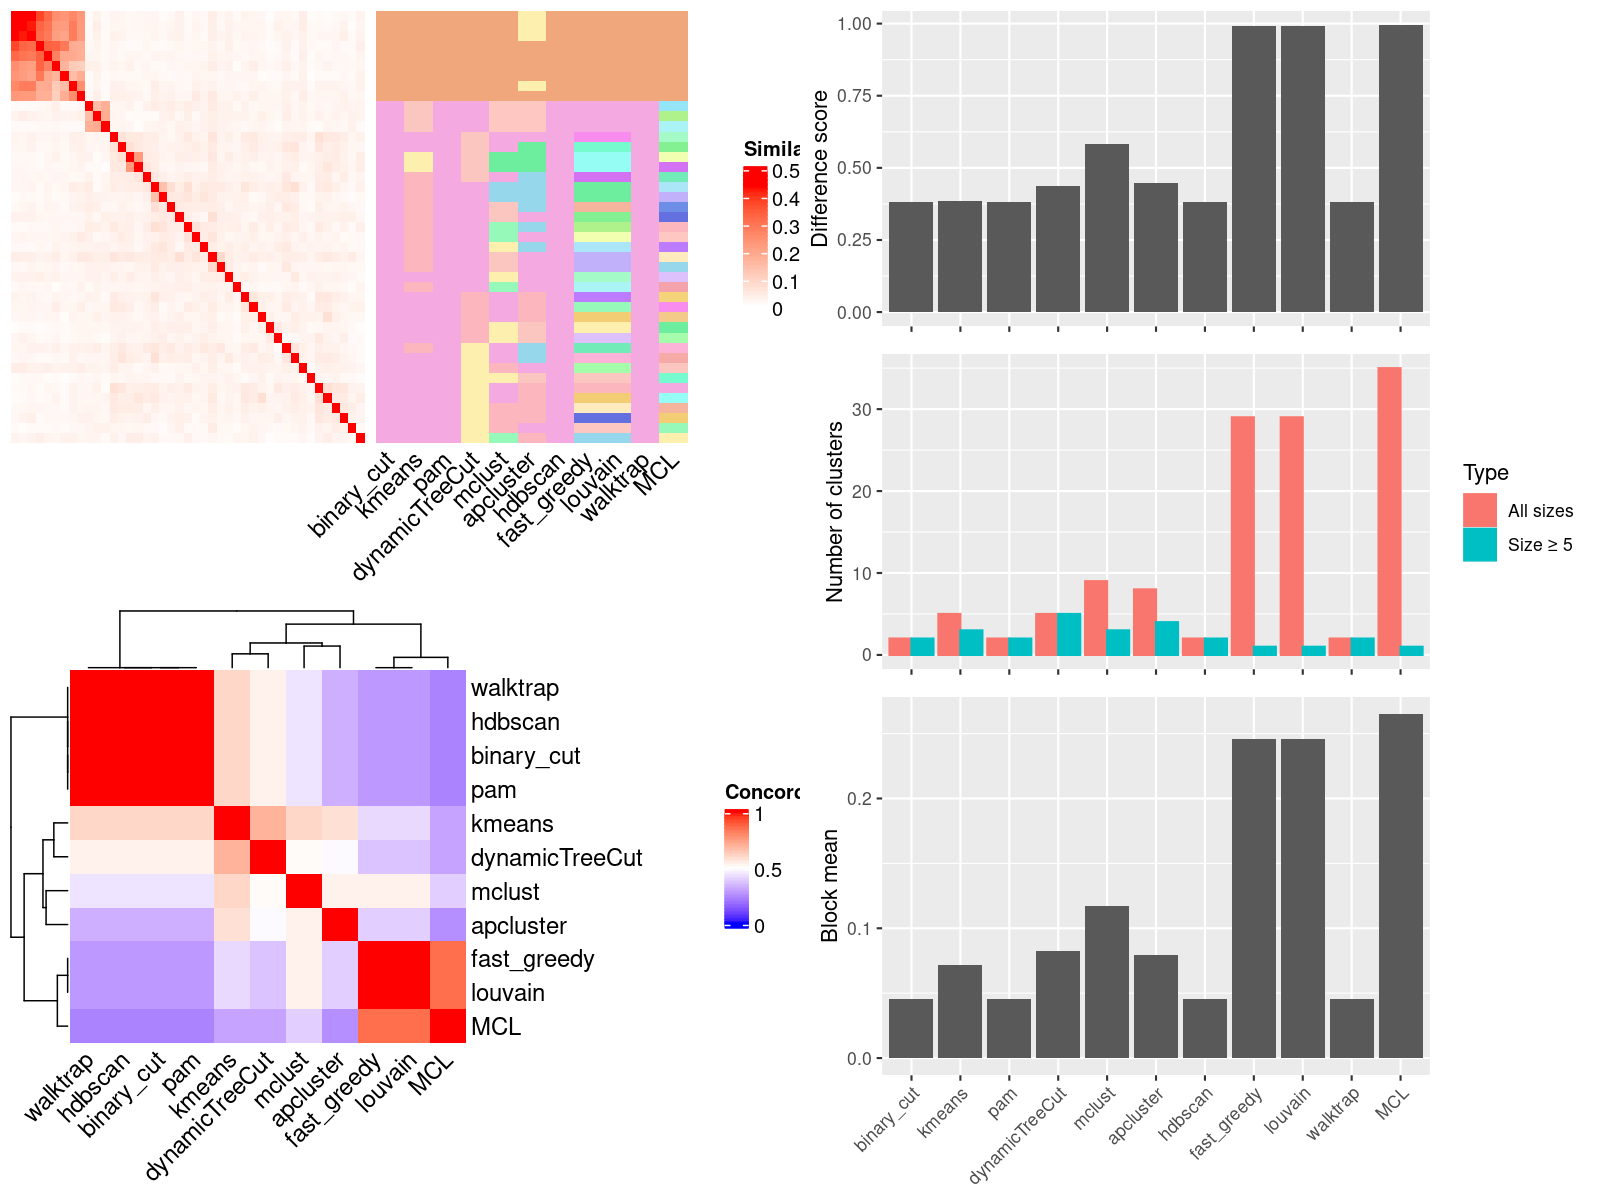 Simila
0.5
0.4
0.3
0.2
0.1
0
binary_cut
kmeans
pam
dynamicTreeCut
mclust
apcluster
hdbscan
fast_greedy
louvain
walktrap
MCL
walktrap
hdbscan
binary_cut
pam
kmeans
dynamicTreeCut
mclust
apcluster
fast_greedy
louvain
MCL
walktrap
hdbscan
binary_cut
pam
kmeans
dynamicTreeCut
mclust
apcluster
fast_greedy
louvain
MCL
Concord
1
0.5
0
Difference score
1.00
0.75
0.50
0.25
0.00
Number of clusters
30
20
10
0
Type
All sizes
Size ≥ 5
Block mean
0.2
0.1
0.0
binary_cut
kmeans
pam
dynamicTreeCut
mclust
apcluster
hdbscan
fast_greedy
louvain
walktrap
MCL